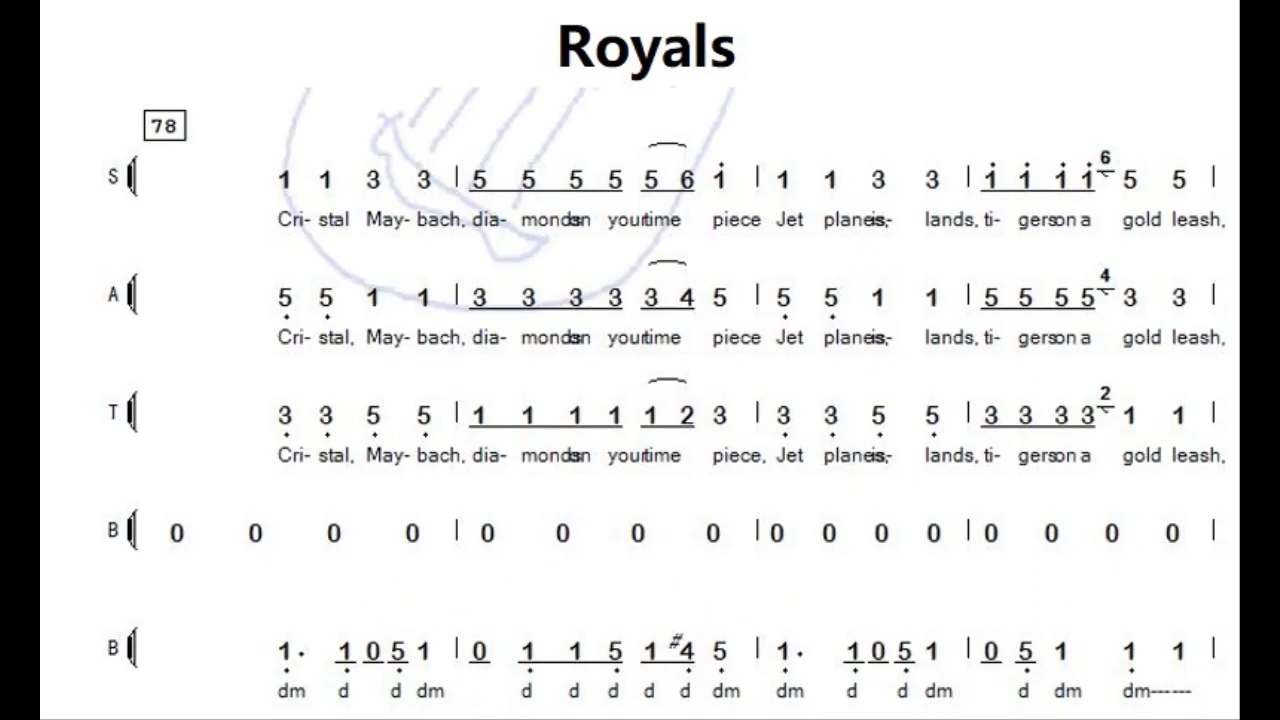 Royals
78
S 1 1 3 3 | 5 5 5 5 5 6 1 | 1 1 3 3 | 1 1 1 1 6 5 5 |
Cri- stal May- bach, dia- monds on your time piece Jet planes, is- lands, ti- gers on a gold leash,
A 5 5 1 1 | 3 3 3 3 3 4 5 | 5 5 1 1 | 5 5 5 5 4 3 3 |
Cri- stal, May- bach, dia- monds on your time piece Jet planes, is- lands, ti- gers on a gold leash,
T 3 3 5 5 | 1 1 1 1 1 2 3 | 3 3 5 5 | 3 3 3 3 2 1 1 |
Cri- stal, May- bach, dia- monds on your time piece, Jet planes, is- lands, ti- gers on a gold leash,
B 0 0 0 0 | 0 0 0 0 | 0 0 0 0 | 0 0 0 0 |
B 1. 1 0 5 1 | 0 1 1 5 1 #4 5 | 1. 1 0 5 1 | 0 5 1 1 1 |
dm d d dm d d d d d dm dm d d dm d dm dm------